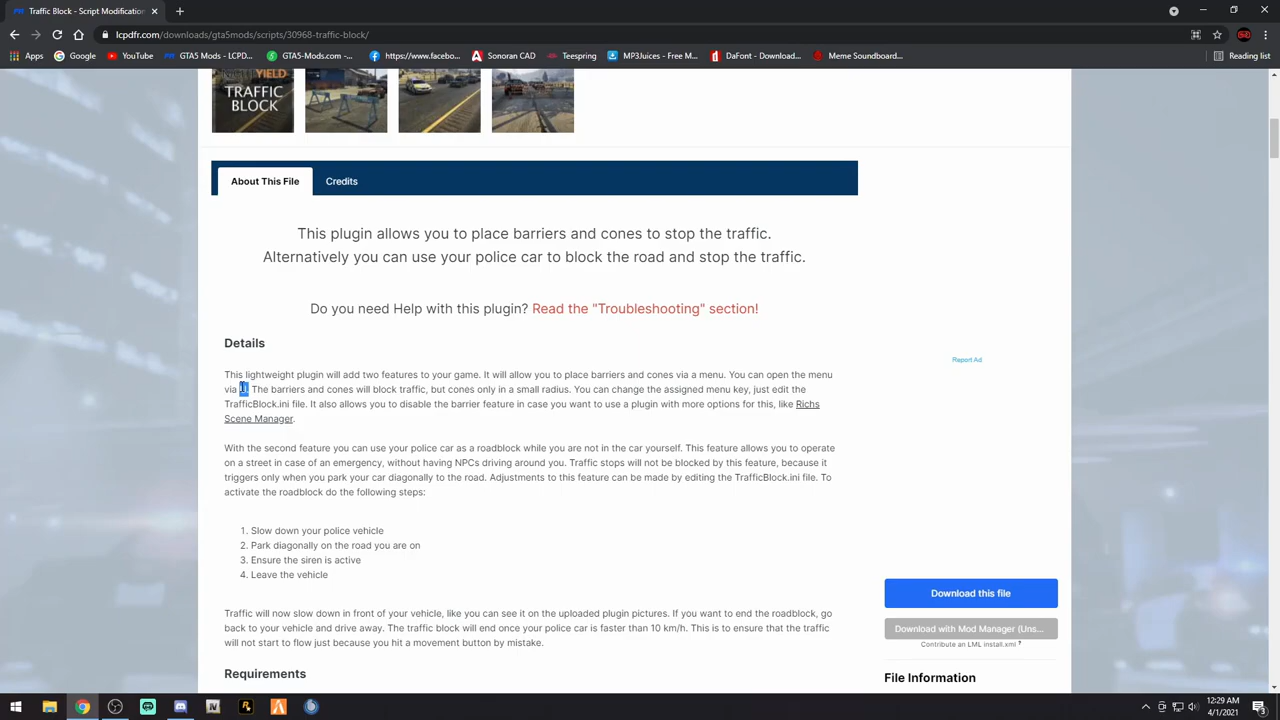 Traffic Block - GTA5 Mods - LCPD
lcpdfr.com/downloads/gta5mods/scripts/30968-traffic-block/
Apps
Google
YouTube
GTA5 Mods - LCPD...
GTA5-Mods.com -...
https://www.facebo...
Sonoran CAD
Teespring
MP3Juices - Free M...
DaFont - Download...
Meme Soundboard...
Reading list
YIELD
TRAFFIC
BLOCK
About This File
Credits
This plugin allows you to place barriers and cones to stop the traffic.
Alternatively you can use your police car to block the road and stop the traffic.
Do you need Help with this plugin? Read the "Troubleshooting" section!
Details
This lightweight plugin will add two features to your game. It will allow you to place barriers and cones via a menu. You can open the menu
via The barriers and cones will block traffic, but cones only in a small radius. You can change the assigned menu key, just edit the
TrafficBlock.ini file. It also allows you to disable the barrier feature in case you want to use a plugin with more options for this, like Richs
Scene Manager.
With the second feature you can use your police car as a roadblock while you are not in the car yourself. This feature allows you to operate
on a street in case of an emergency, without having NPCs driving around you. Traffic stops will not be blocked by this feature, because it
triggers only when you park your car diagonally to the road. Adjustments to this feature can be made by editing the TrafficBlock.ini file. To
activate the roadblock do the following steps:
1. Slow down your police vehicle
2. Park diagonally on the road you are on
3. Ensure the siren is active
4. Leave the vehicle
Traffic will now slow down in front of your vehicle, like you can see it on the uploaded plugin pictures. If you want to end the roadblock, go
back to your vehicle and drive away. The traffic block will end once your police car is faster than 10 km/h. This is to ensure that the traffic
will not start to flow just because you hit a movement button by mistake.
Requirements
Report Ad
Download this file
Download with Mod Manager (Uns...
Contribute an LML install.xml ?
File Information
12:29 AM
4/1/2021